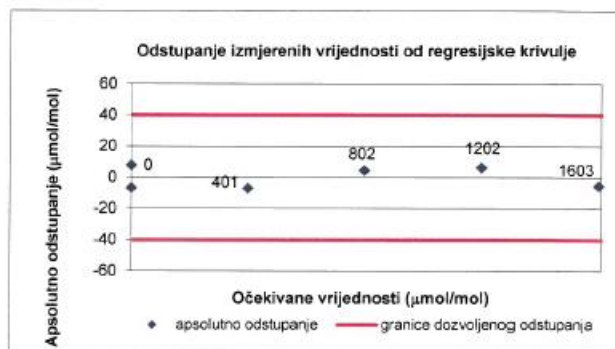 Odstupanje izmjerenih vrijednosti od regresijske krivulje
Apsolutno odstupanje (µmol/mol)
60
40
20
0
-20
-40
-60
0
401
802
1202
1603
Očekivane vrijednosti (µmol/mol)
apsolutno odstupanje
granice dozvoljenog odstupanja